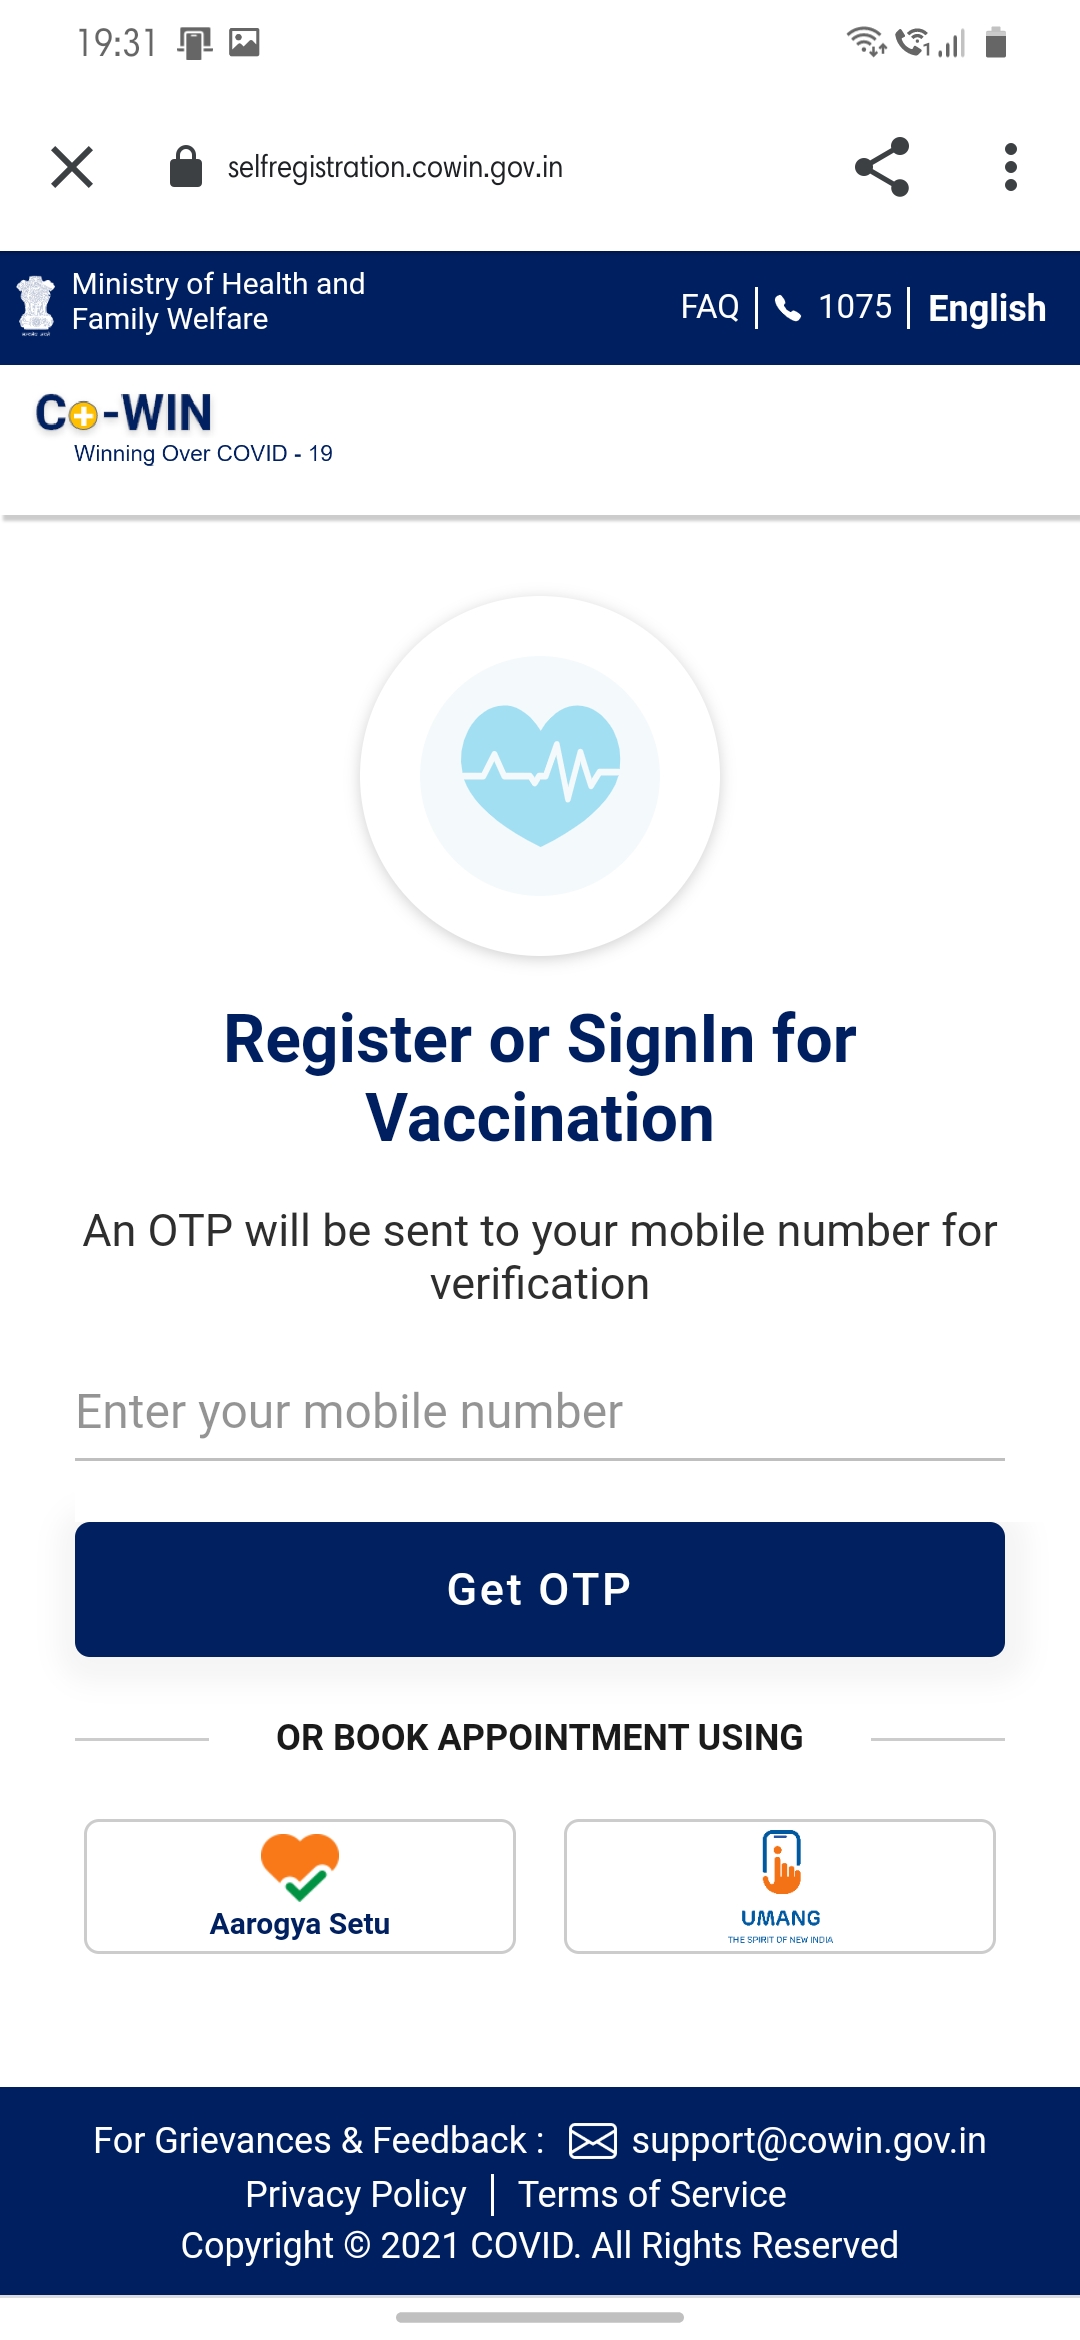 19:31
selfregistration.cowin.gov.in
Ministry of Health and
Family Welfare
FAQ | 1075 | English
Co-WIN
Winning Over COVID - 19
Register or SignIn for
Vaccination
An OTP will be sent to your mobile number for
verification
Enter your mobile number
Get OTP
OR BOOK APPOINTMENT USING
Aarogya Setu
UMANG
THE SPIRIT OF NEW INDIA
For Grievances & Feedback : support@cowin.gov.in
Privacy Policy | Terms of Service
Copyright © 2021 COVID. All Rights Reserved